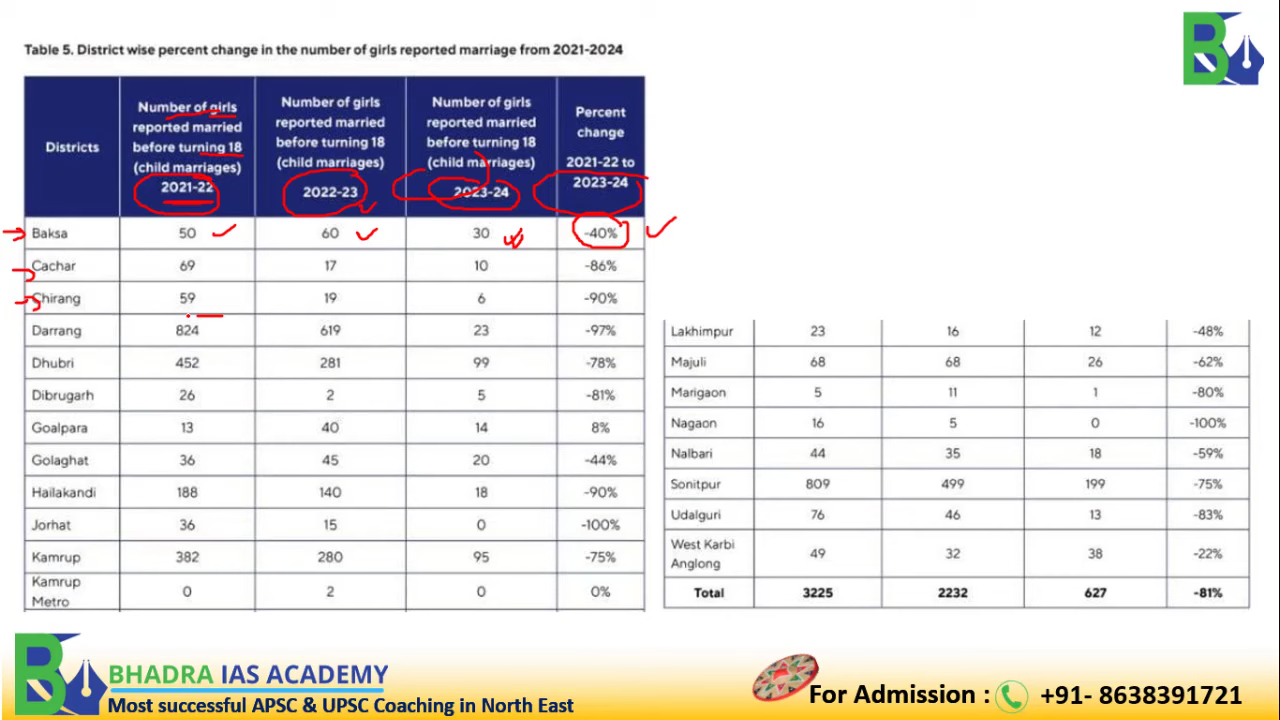 Table 5. District wise percent change in the number of girls reported marriage from 2021-2024
Districts
Number of girls
reported married
before turning 18
(child marriages)
2021-22
Number of girls
reported married
before turning 18
(child marriages)
2022-23
Number of girls
reported married
before turning 18
(child marriages)
2023-24
Percent
change
2021-22 to
2023-24
Baksa 50 60 30 -40%
Cachar 69 17 10 -86%
Chirang 59 19 6 -90%
Darrang 824 619 23 -97%
Dhubri 452 281 99 -78%
Dibrugarh 26 2 5 -81%
Goalpara 13 40 14 8%
Golaghat 36 45 20 -44%
Hailakandi 188 140 18 -90%
Jorhat 36 15 0 -100%
Kamrup 382 280 95 -75%
Kamrup
Metro 0 2 0 0%
Lakhimpur 23 16 12 -48%
Majuli 68 68 26 -62%
Marigaon 5 11 1 -80%
Nagaon 16 5 0 -100%
Nalbari 44 35 18 -59%
Sonitpur 809 499 199 -75%
Udalguri 76 46 13 -83%
West Karbi
Anglong 49 32 38 -22%
Total 3225 2232 627 -81%
BHADRA IAS ACADEMY
Most successful APSC & UPSC Coaching in North East
For Admission : +91- 8638391721